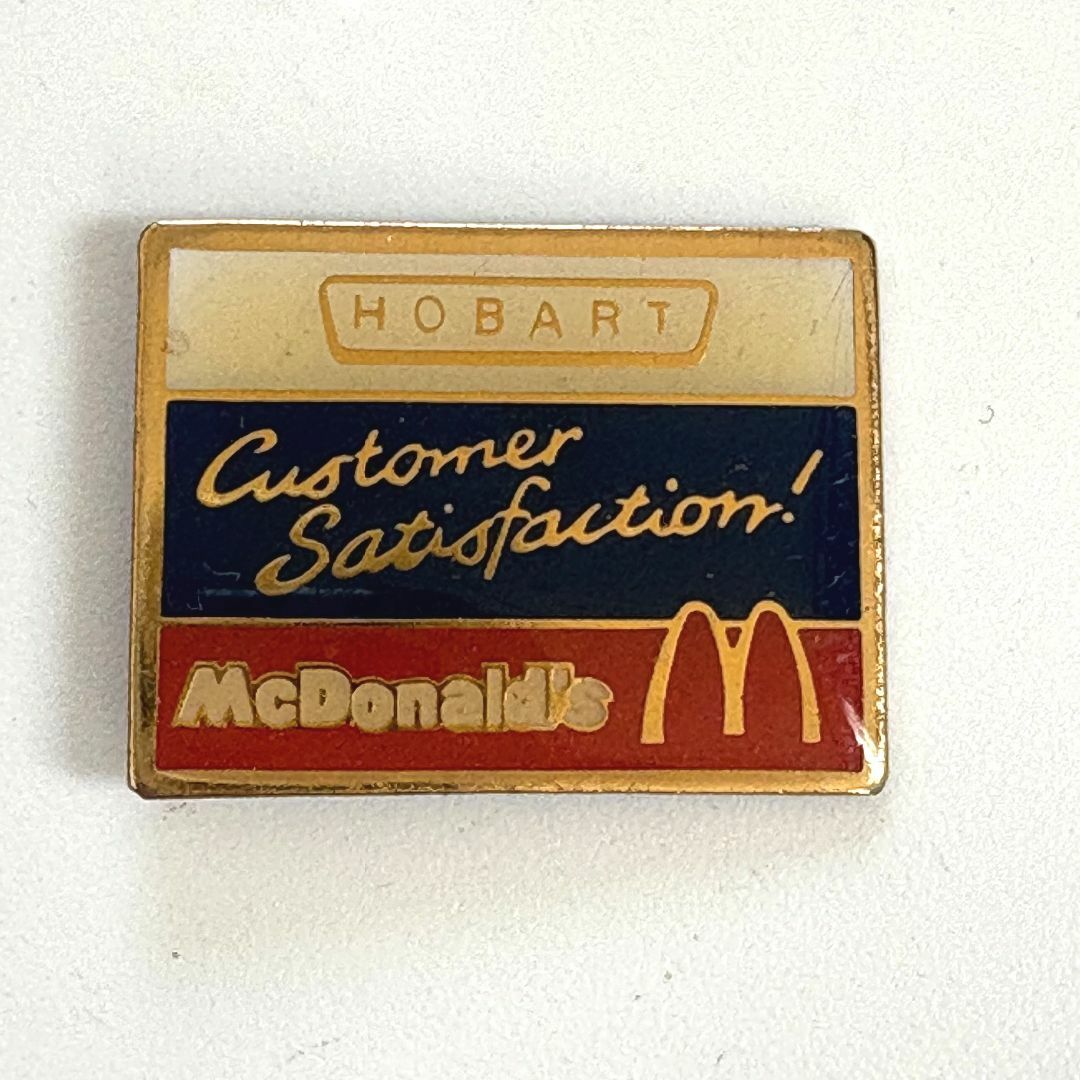 HOBART
Customer
Satisfaction!
McDonald's